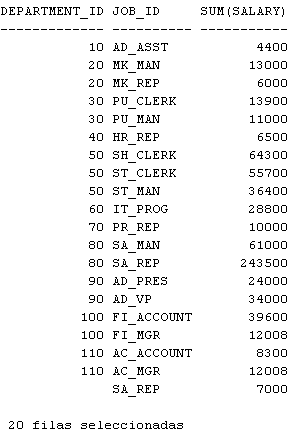 DEPARTMENT_ID JOB_ID     SUM(SALARY)
------------- ---------- -----------
           10 AD_ASST           4400
           20 MK_MAN           13000
           20 MK_REP            6000
           30 PU_CLERK         13900
           30 PU_MAN           11000
           40 HR_REP            6500
           50 SH_CLERK         64300
           50 ST_CLERK         55700
           50 ST_MAN           36400
           60 IT_PROG          28800
           70 PR_REP           10000
           80 SA_MAN           61000
           80 SA_REP          243500
           90 AD_PRES          24000
           90 AD_VP            34000
          100 FI_ACCOUNT       39600
          100 FI_MGR           12008
          110 AC_ACCOUNT        8300
          110 AC_MGR           12008
              SA_REP            7000
20 filas seleccionadas